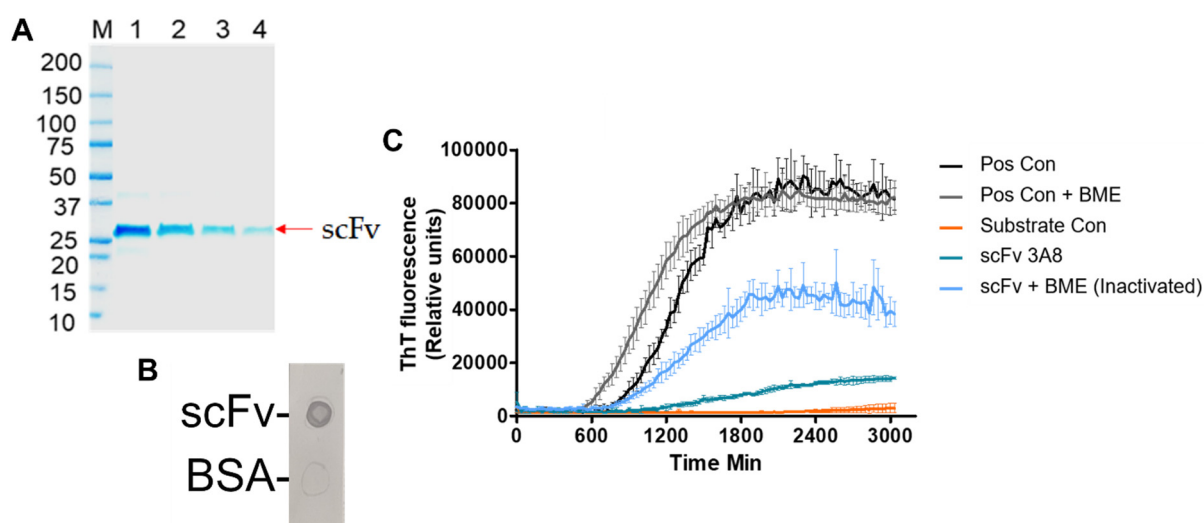 A
M 1 2 3 4
200
150
100
75
50
37
25
20
15
10
scFv
B
scFv-
BSA-
C
ThT fluorescence
(Relative units)
100000
80000
60000
40000
20000
0
0 600 1200 1800 2400 3000
Time Min
Pos Con
Pos Con + BME
Substrate Con
scFv 3A8
scFv + BME (Inactivated)